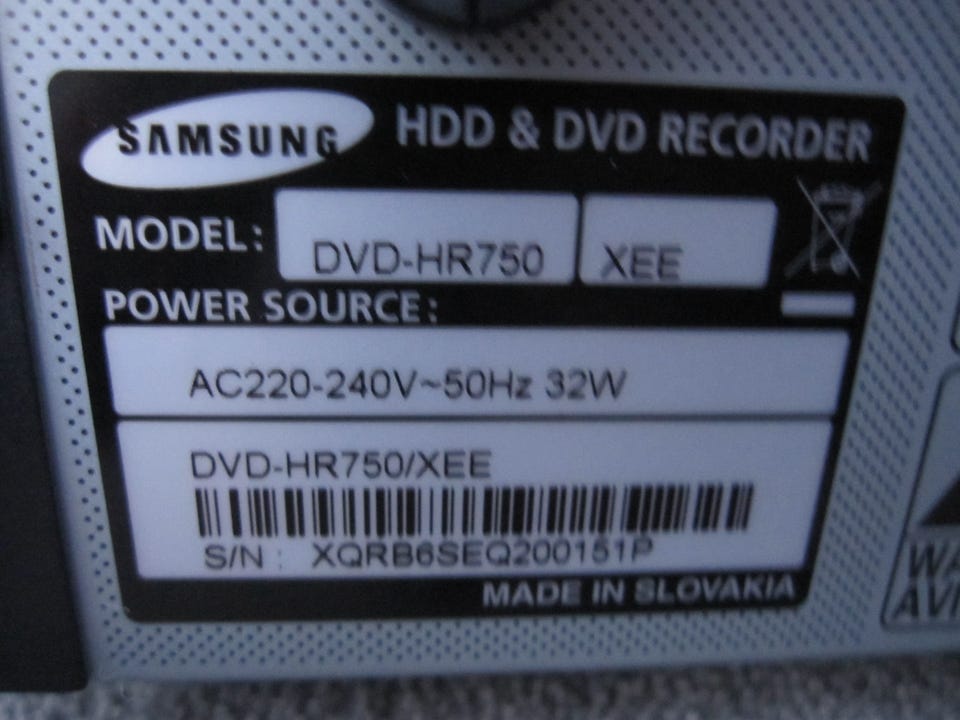 SAMSUNG HDD & DVD RECORDER
MODEL: DVD-HR750 XEE
POWER SOURCE:
AC220-240V~50Hz 32W
DVD-HR750/XEE
S/N : XQRB6SEQ200151P
MADE IN SLOVAKIA